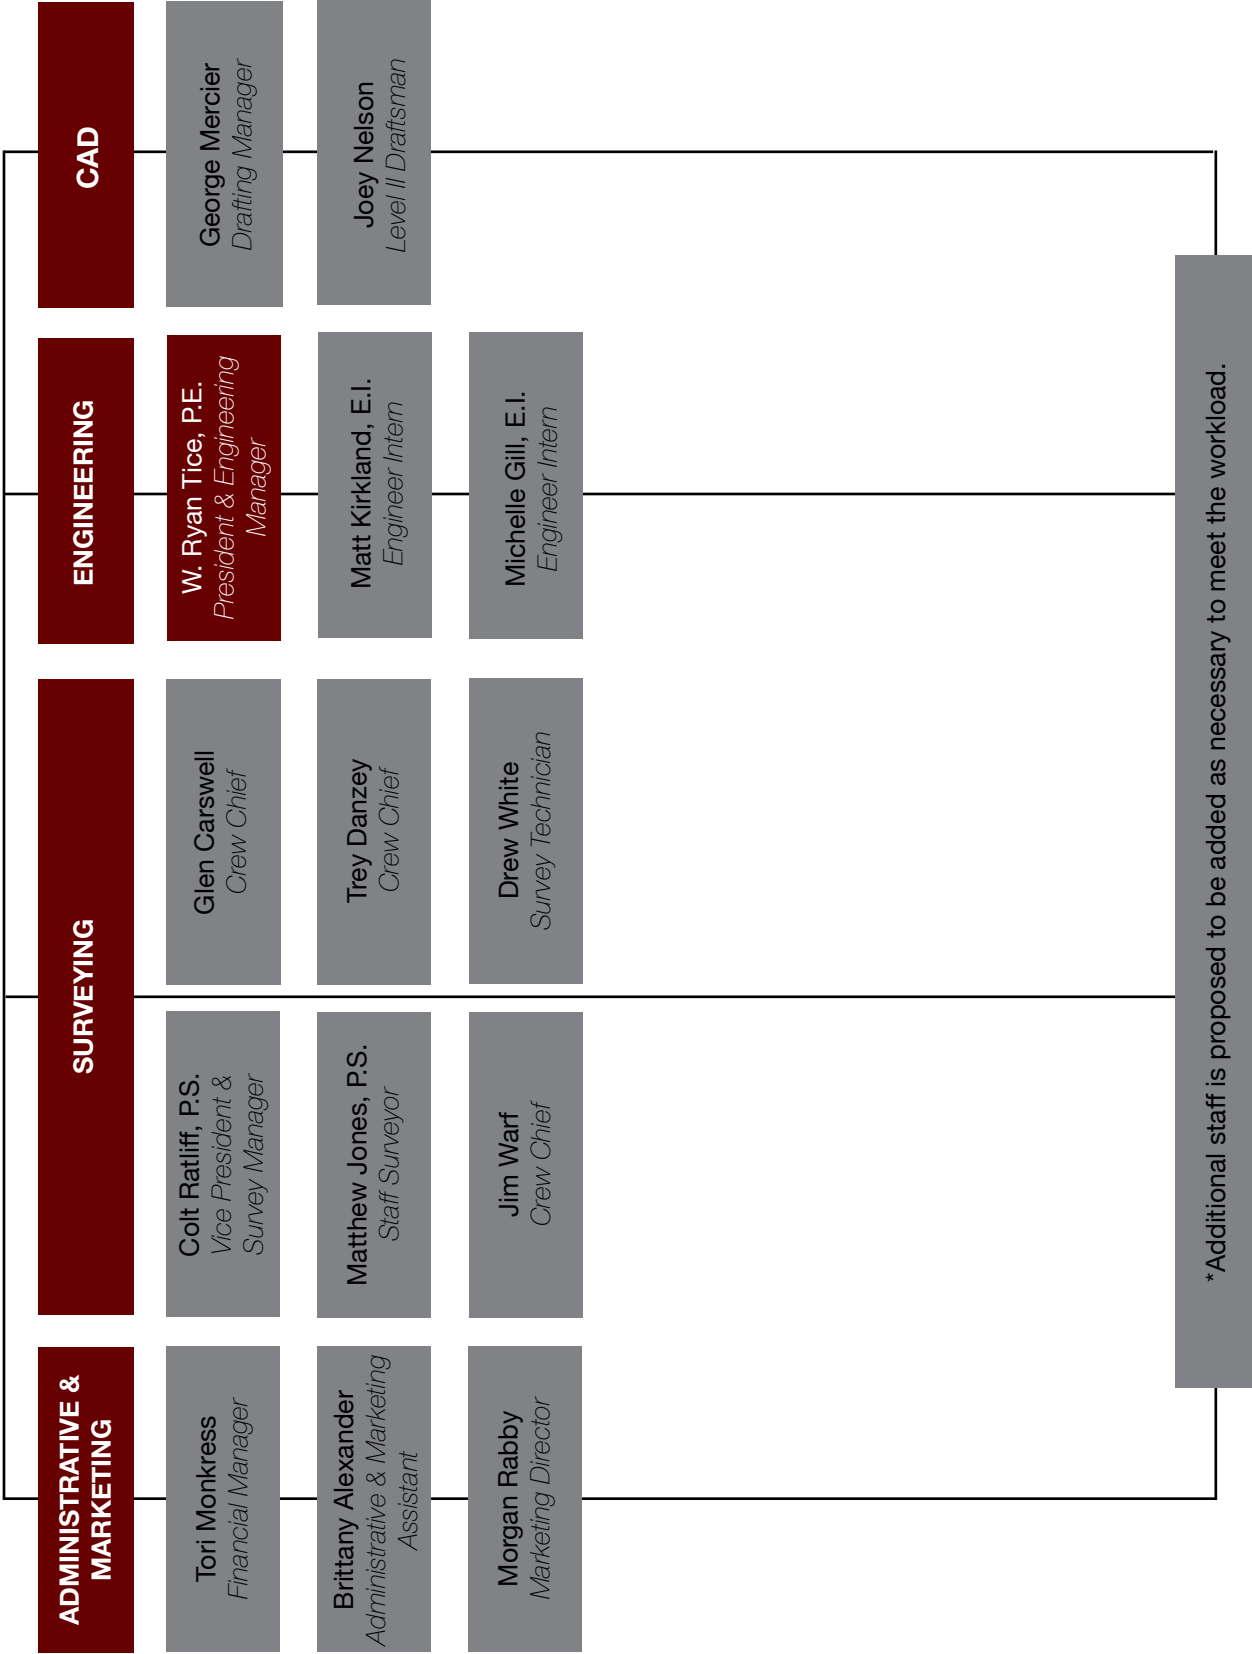 ADMINISTRATIVE &
MARKETING
Tori Monkress
Financial Manager
Brittany Alexander
Administrative & Marketing
Assistant
Morgan Rabby
Marketing Director
SURVEYING
Colt Ratliff, P.S.
Vice President &
Survey Manager
Matthew Jones, P.S.
Staff Surveyor
Jim Warf
Crew Chief
Glen Carswell
Crew Chief
Trey Danzey
Crew Chief
Drew White
Survey Technician
ENGINEERING
W. Ryan Tice, P.E.
President & Engineering
Manager
Matt Kirkland, E.I.
Engineer Intern
Michelle Gill, E.I.
Engineer Intern
CAD
George Mercier
Drafting Manager
Joey Nelson
Level II Draftsman
*Additional staff is proposed to be added as necessary to meet the workload.